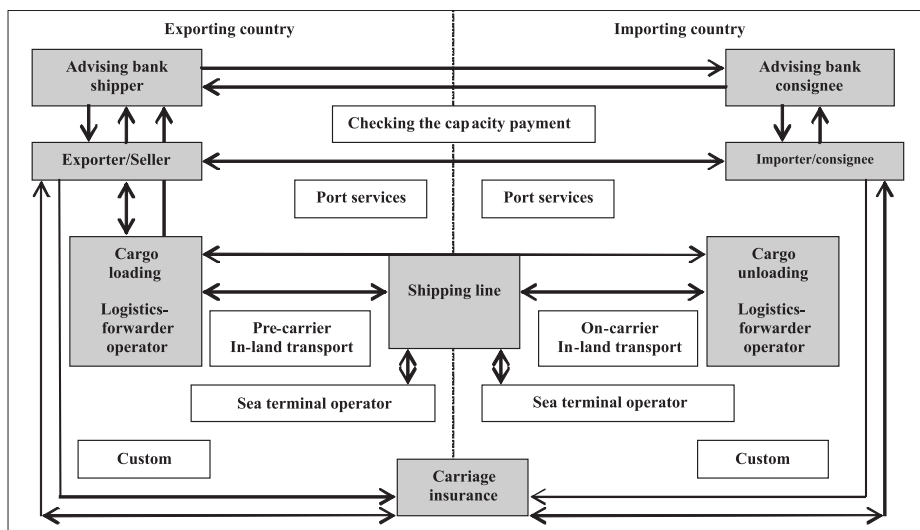 Exporting country
Importing country
Advising bank
shipper
Advising bank
consignee
Checking the capacity payment
Exporter/Seller
Importer/consignee
Port services
Port services
Cargo
loading
Logistics-
forwarder
operator
Shipping line
Cargo
unloading
Logistics-
forwarder
operator
Pre-carrier
In-land transport
On-carrier
In-land transport
Sea terminal operator
Sea terminal operator
Custom
Custom
Carriage
insurance